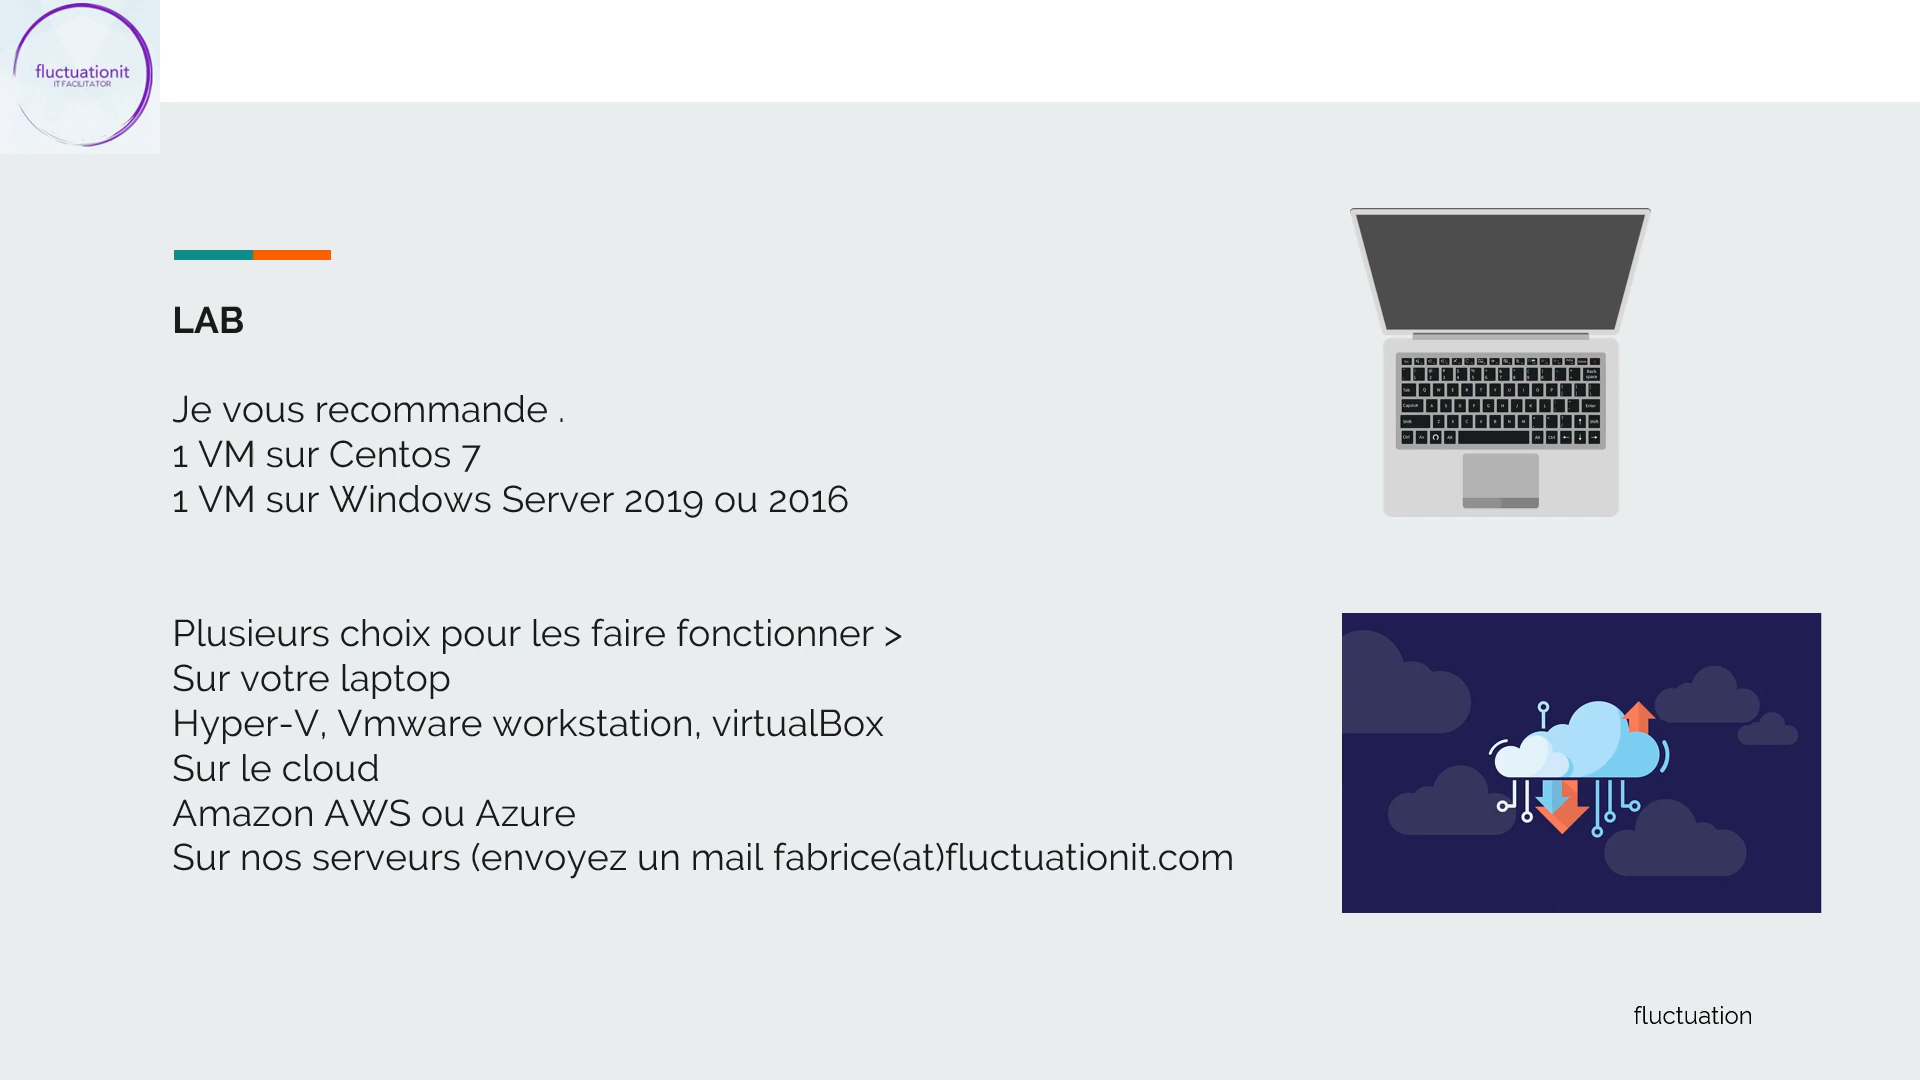 fluctuationit
IT FACILITATOR
LAB
Je vous recommande .
1 VM sur Centos 7
1 VM sur Windows Server 2019 ou 2016
Plusieurs choix pour les faire fonctionner >
Sur votre laptop
Hyper-V, Vmware workstation, virtualBox
Sur le cloud
Amazon AWS ou Azure
Sur nos serveurs (envoyez un mail fabrice(at)fluctuationit.com
fluctuation